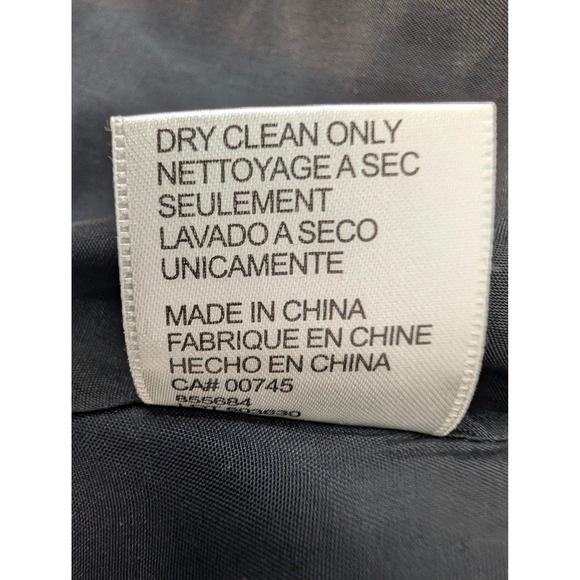 DRY CLEAN ONLY
NETTOYAGE A SEC
SEULEMENT
LAVADO A SECO
UNICAMENTE
MADE IN CHINA
FABRIQUE EN CHINE
HECHO EN CHINA
CA# 00745
855684